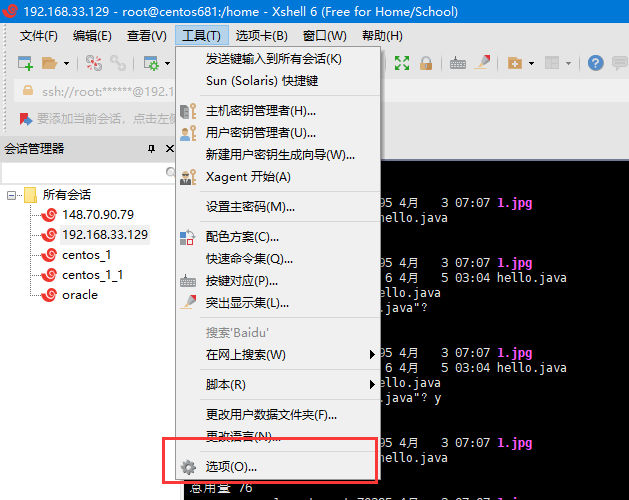 192.168.33.129 - root@centos681:/home - Xshell 6 (Free for Home/School)
文件(F) 编辑(E) 查看(V) 工具(T) 选项卡(B) 窗口(W) 帮助(H)
ssh://root:******@192.1
要添加当前会话，点击左侧
会话管理器
所有会话
148.70.90.79
192.168.33.129
centos_1
centos_1_1
oracle
发送键输入到所有会话(K)
Sun (Solaris) 快捷键
主机密钥管理者(H)...
用户密钥管理者(U)...
新建用户密钥生成向导(W)...
Xagent 开始(A)
设置主密码(M)...
配色方案(C)...
快速命令集(Q)...
按键对应(P)...
突出显示集(L)...
搜索'Baidu'
在网上搜索(W)
脚本(R)
更改用户数据文件夹(F)...
更改语言(N)...
选项(O)...
95 4月 3 07:07 1.jpg
hello.java
95 4月 3 07:07 1.jpg
6 4月 5 03:04 hello.java
ello.java
.java"?
95 4月 3 07:07 1.jpg
6 4月 5 03:04 hello.java
ello.java
.java"? y
95 4月 3 07:07 1.jpg
hello.java
总用量 76